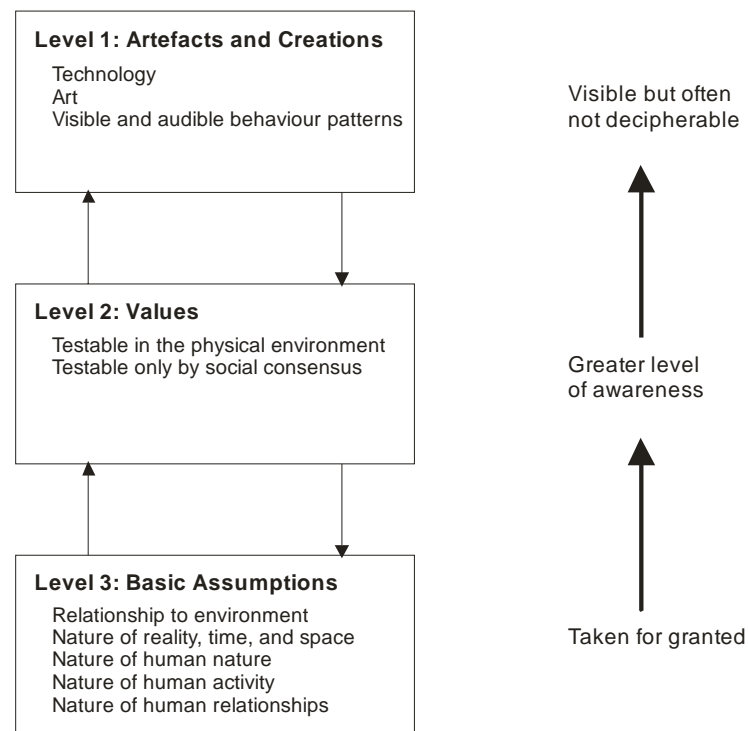 Level 1: Artefacts and Creations
Technology
Art
Visible and audible behaviour patterns
Visible but often
not decipherable
Level 2: Values
Testable in the physical environment
Testable only by social consensus
Greater level
of awareness
Level 3: Basic Assumptions
Relationship to environment
Nature of reality, time, and space
Nature of human nature
Nature of human activity
Nature of human relationships
Taken for granted